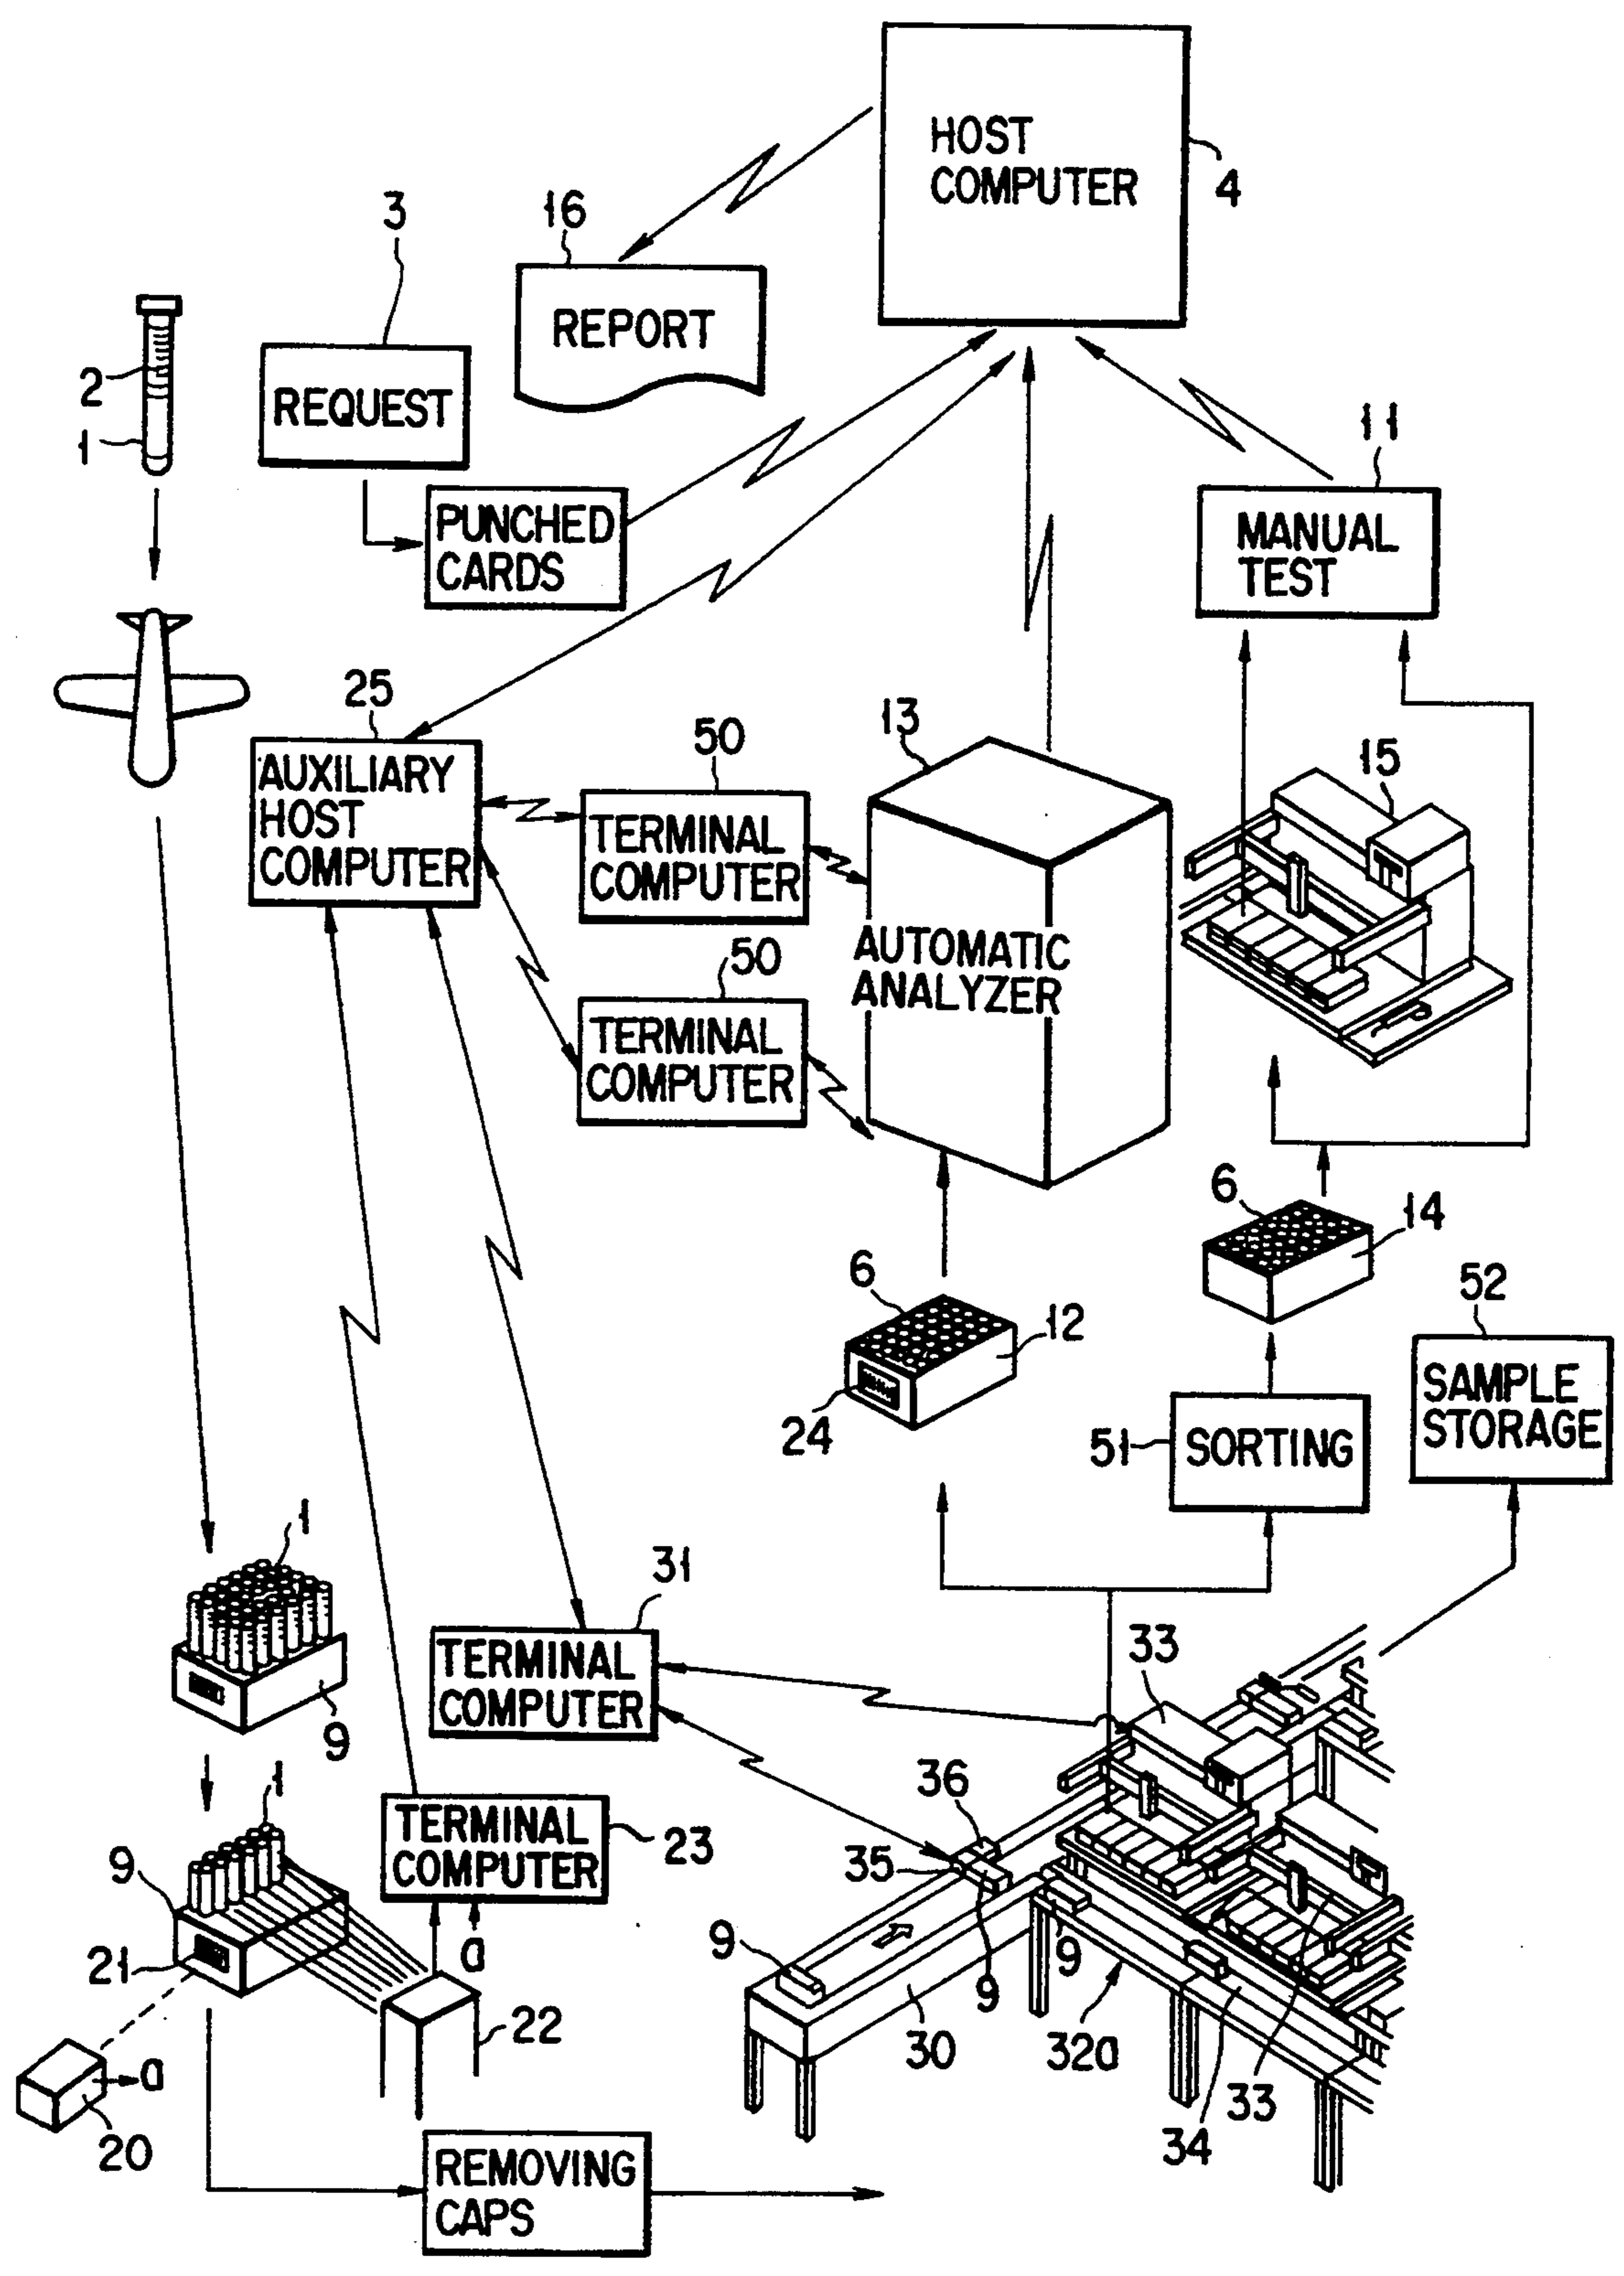 HOST
COMPUTER
4
3
16
REQUEST
REPORT
2
1
PUNCHED
CARDS
11
MANUAL
TEST
25
AUXILIARY
HOST
COMPUTER
50
TERMINAL
COMPUTER
13
15
50
TERMINAL
COMPUTER
AUTOMATIC
ANALYZER
6
14
6
12
24
52
SAMPLE
STORAGE
51
SORTING
1
9
31
TERMINAL
COMPUTER
33
1
9
21
TERMINAL
COMPUTER
23
a
22
a
20
36
35
9
9
9
30
32a
34
33
REMOVING
CAPS